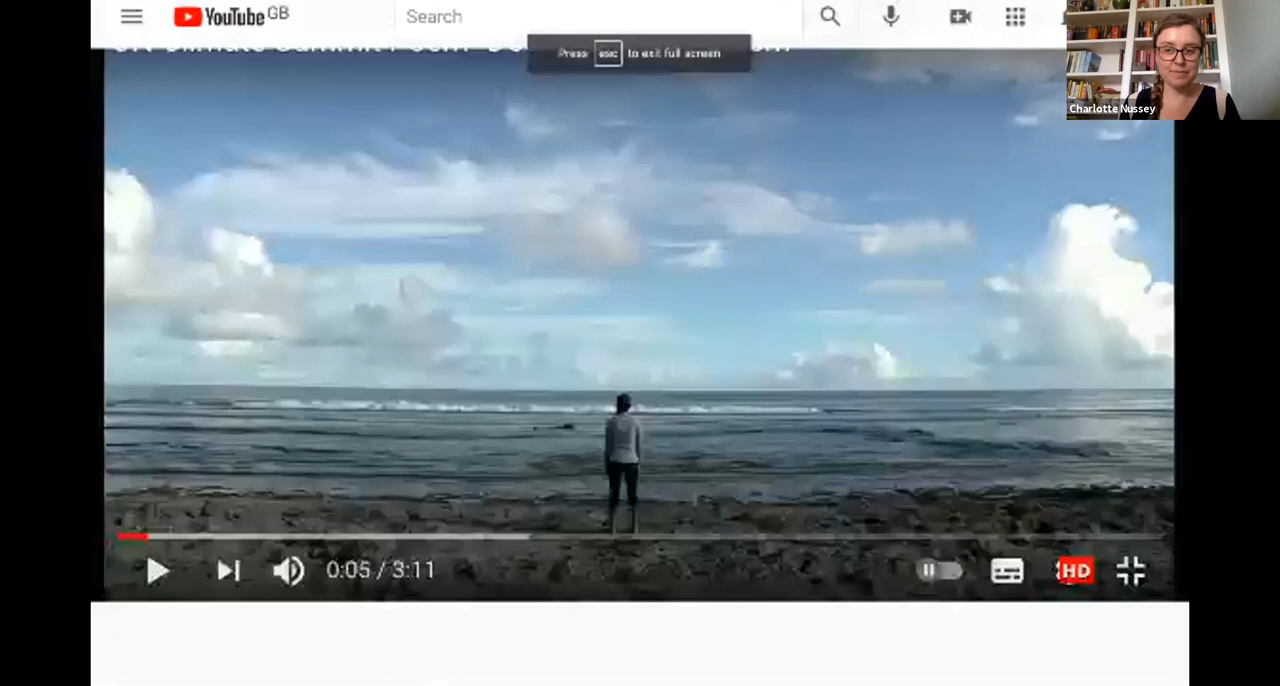 YouTube GB
Search
Press esc to exit full screen
Charlotte Nussey
0:05 / 3:11
HD